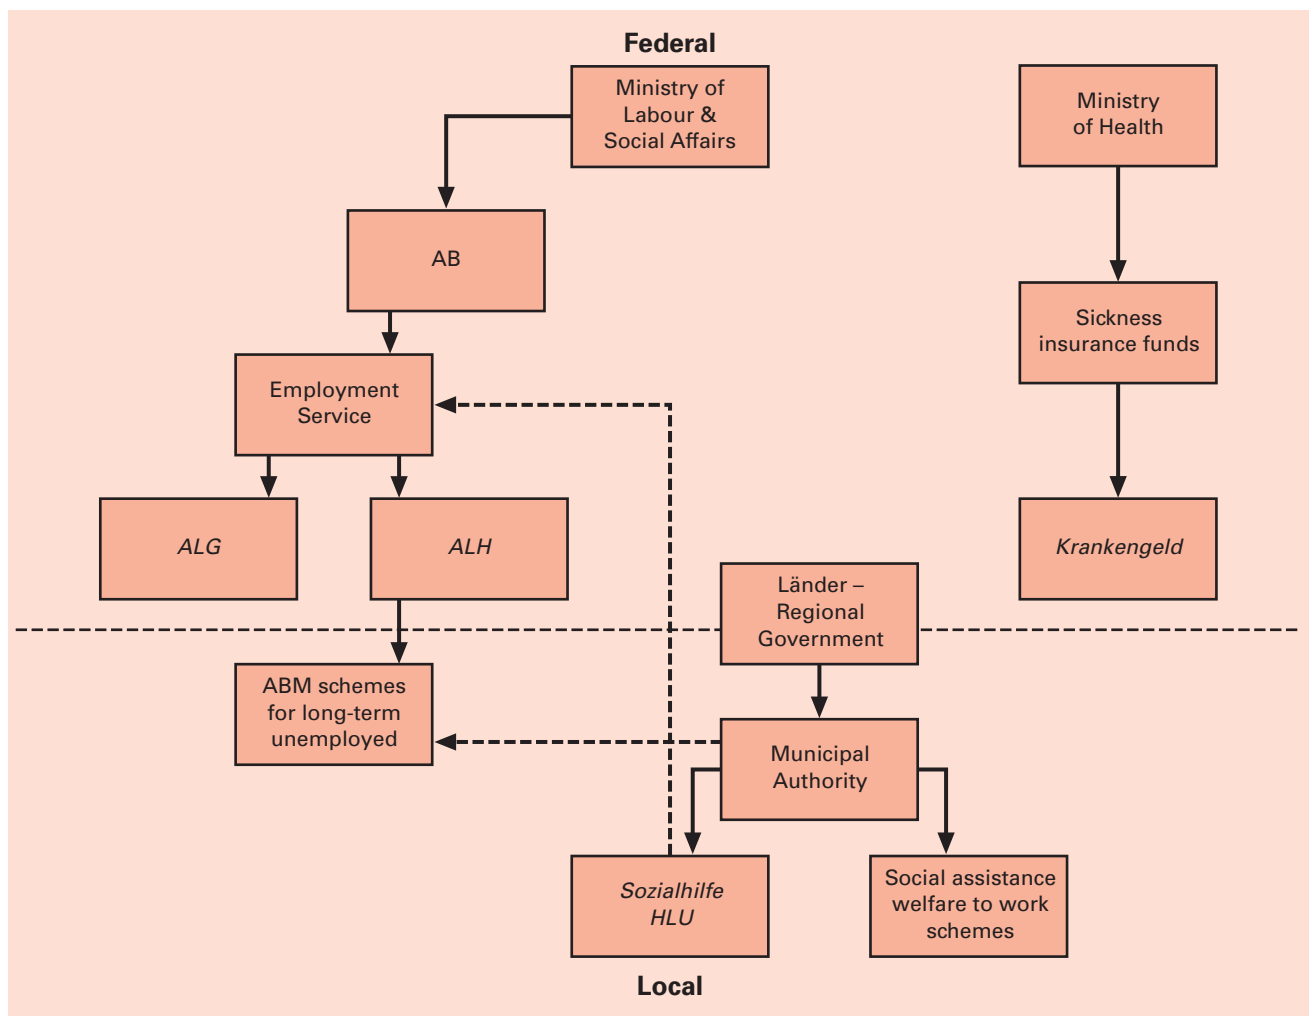 Federal
Ministry of
Labour &
Social Affairs
Ministry
of Health
AB
Sickness
insurance funds
Employment
Service
ALG
ALH
Krankengeld
Länder –
Regional
Government
ABM schemes
for long-term
unemployed
Municipal
Authority
Sozialhilfe
HLU
Social assistance
welfare to work
schemes
Local